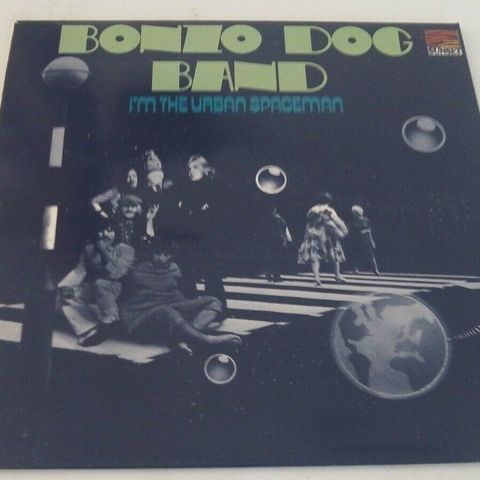 BONZO DOG
BAND
I'M THE URBAN SPACEMAN
SUNSET